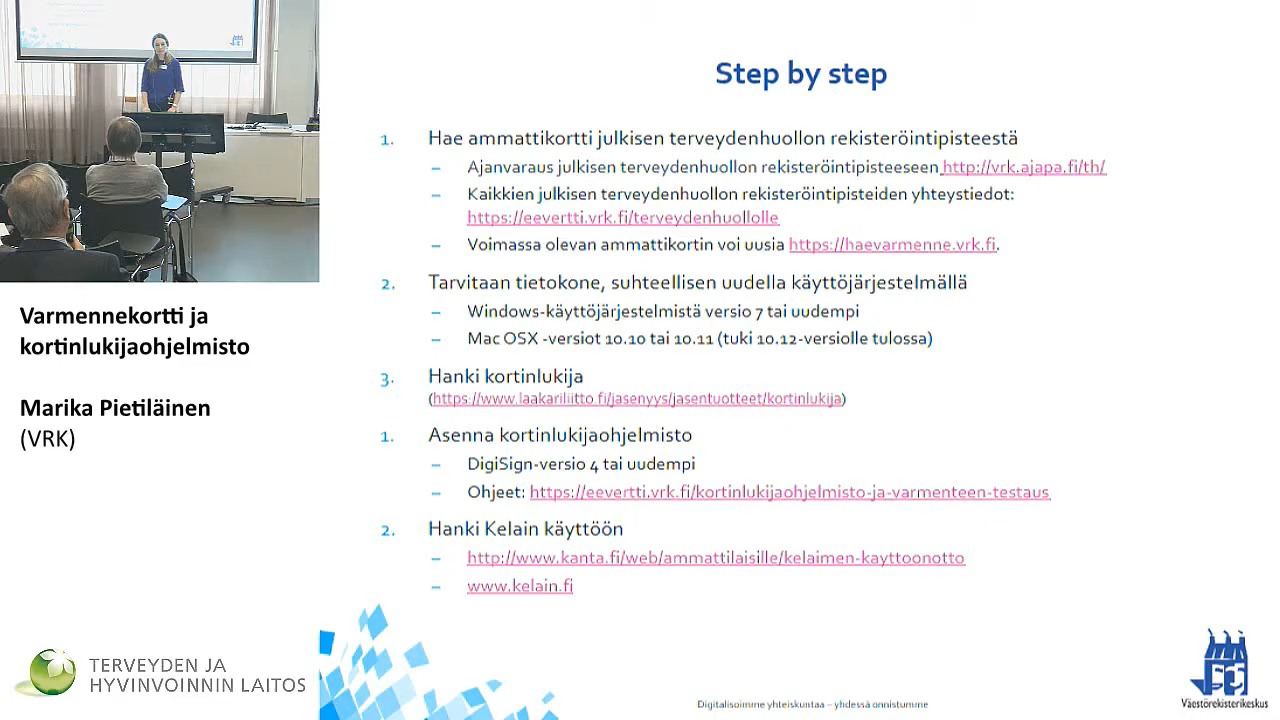 Step by step
1. Hae ammattikortti julkisen terveydenhuollon rekisteröintipisteestä
– Ajanvaraus julkisen terveydenhuollon rekisteröintipisteeseen http://vrk.ajapa.fi/th/
– Kaikkien julkisen terveydenhuollon rekisteröintipisteiden yhteystiedot:
https://eevertti.vrk.fi/terveydenhuollolle
– Voimassa olevan ammattikortin voi uusia https://haevarmenne.vrk.fi.
2. Tarvitaan tietokone, suhteellisen uudella käyttöjärjestelmällä
– Windows-käyttöjärjestelmistä versio 7 tai uudempi
– Mac OSX -versiot 10.10 tai 10.11 (tuki 10.12-versiolle tulossa)
3. Hanki kortinlukija
(https://www.laakariliitto.fi/jasenyys/jasentuotteet/kortinlukija)
1. Asenna kortinlukijaohjelmisto
– DigiSign-versio 4 tai uudempi
– Ohjeet: https://eevertti.vrk.fi/kortinlukijaohjelmisto-ja-varmenteen-testaus
2. Hanki Kelain käyttöön
– http://www.kanta.fi/web/ammattilaisille/kelaimen-kayttoonotto
– www.kelain.fi
Varmennekortti ja
kortinlukijaohjelmisto
Marika Pietiläinen
(VRK)
TERVEYDEN JA
HYVINVOINNIN LAITOS
Digitalisoimme yhteiskuntaa – yhdessä onnistumme
Väestörekisterikeskus